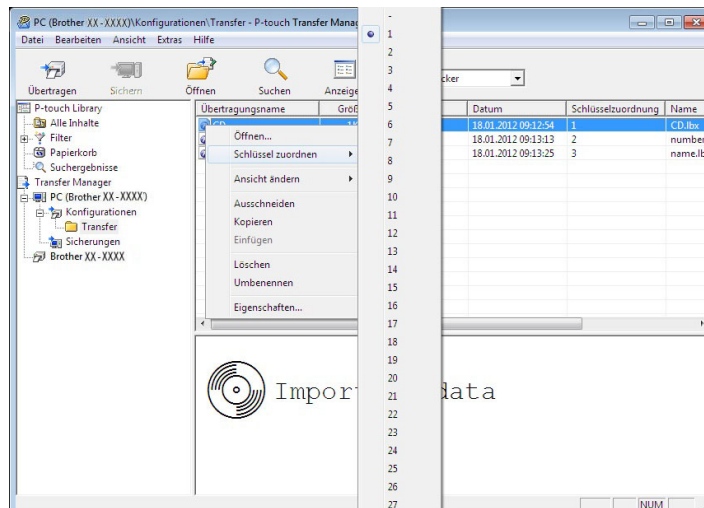 PC (Brother XX-XXXX)\Konfigurationen\Transfer - P-touch Transfer Manag
Datei Bearbeiten Ansicht Extras Hilfe
Übertragen Sichern Öffnen Suchen Anzeige
P-touch Library
Alle Inhalte
Filter
Papierkorb
Suchergebnisse
Transfer Manager
PC (Brother XX-XXXX)
Konfigurationen
Transfer
Sicherungen
Brother XX-XXXX
Übertragungsname Größ Datum Schlüsselzuordnung Name
CD 18.01.2012 09:12:54 1 CD.lbx
18.01.2012 09:13:13 2 number
18.01.2012 09:13:25 3 name.lb
Öffnen...
Schlüssel zuordnen
Ansicht ändern
Ausschneiden
Kopieren
Einfügen
Löschen
Umbenennen
Eigenschaften...
-
1
2
3
4
5
6
7
8
9
10
11
12
13
14
15
16
17
18
19
20
21
22
23
24
25
26
27
cker
Impor data
NUM